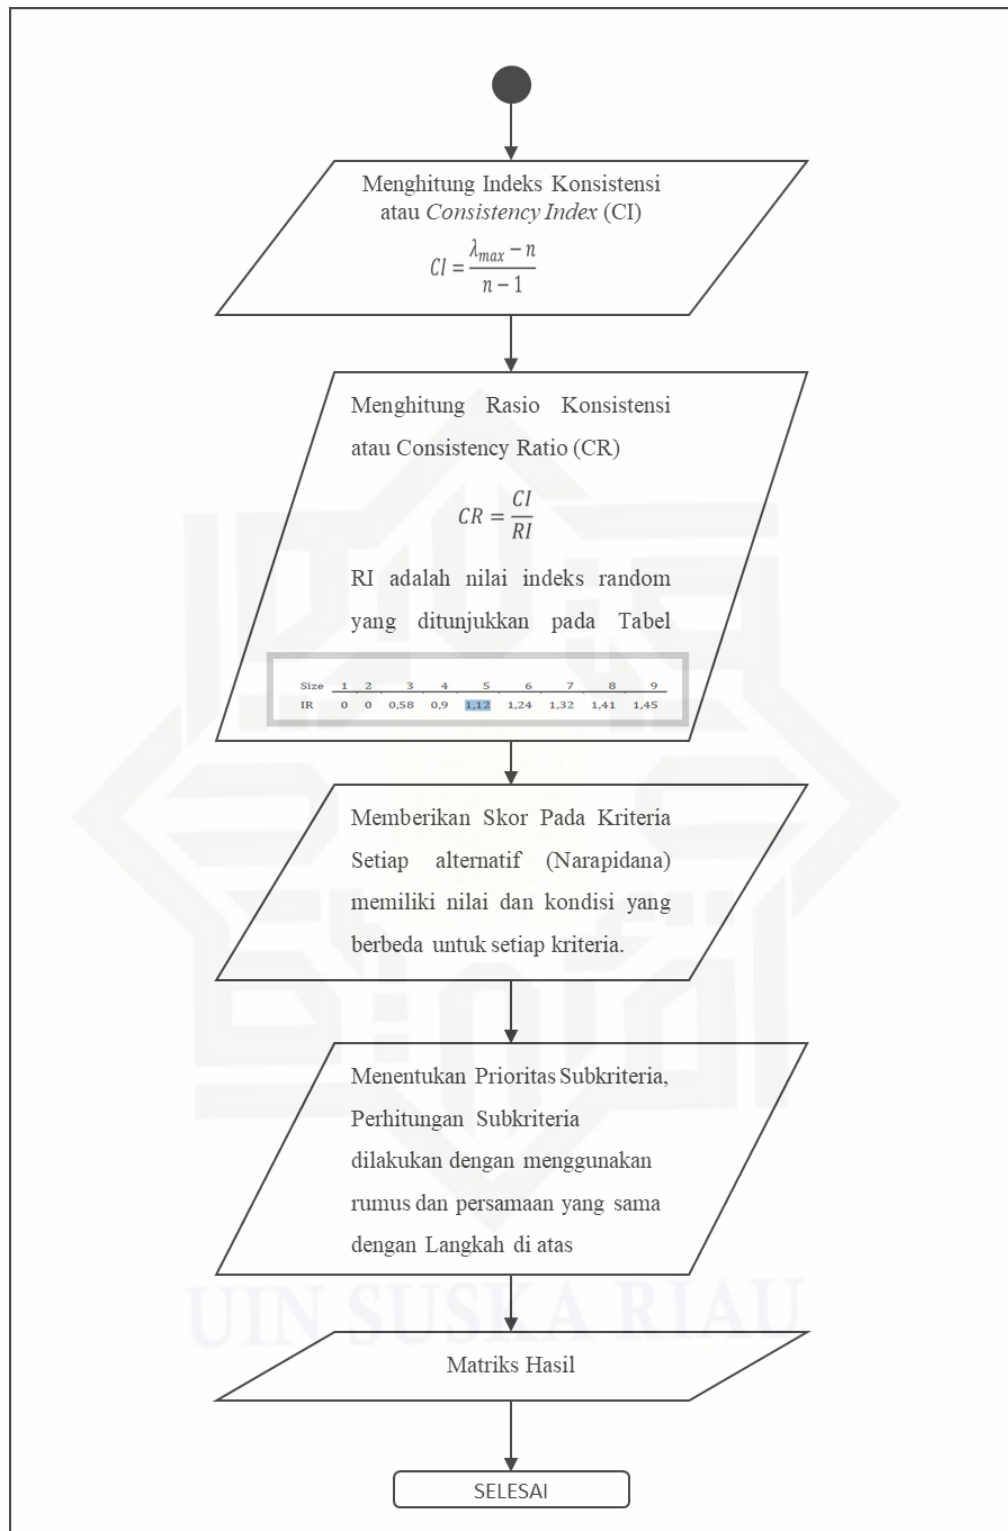 Menghitung Indeks Konsistensi
atau Consistency Index (CI)
CI = \frac{λ_{max} − n}{n − 1}
Menghitung Rasio Konsistensi
atau Consistency Ratio (CR)
CR = \frac{CI}{RI}
RI adalah nilai indeks random
yang ditunjukkan pada Tabel
Size 1 2 3 4 5 6 7 8 9
IR 0 0 0,58 0,9 1,12 1,24 1,32 1,41 1,45
Memberikan Skor Pada Kriteria
Setiap alternatif (Narapidana)
memiliki nilai dan kondisi yang
berbeda untuk setiap kriteria.
Menentukan Prioritas Subkriteria,
Perhitungan Subkriteria
dilakukan dengan menggunakan
rumus dan persamaan yang sama
dengan Langkah di atas
UIN SUSKA RIAU
Matriks Hasil
SELESAI